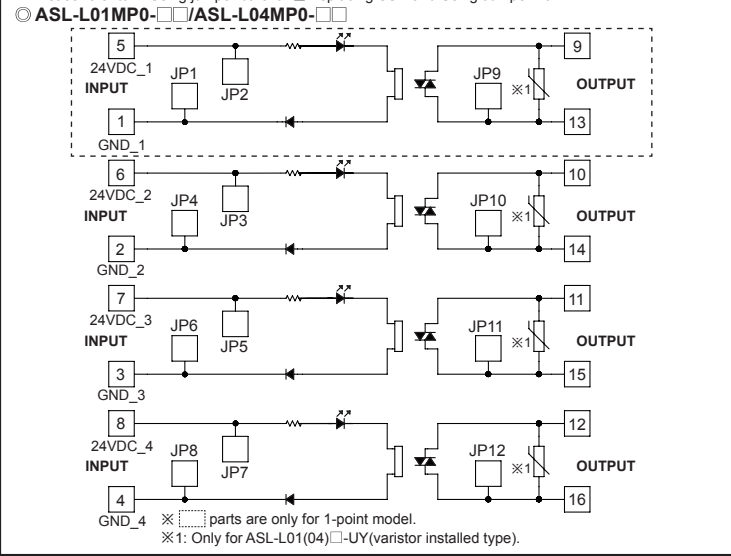 ◎ ASL-L01MP0-□□/ASL-L04MP0-□□
5
9
24VDC_1
JP1
JP2
JP9
※1
INPUT
OUTPUT
1
13
GND_1
6
10
24VDC_2
JP4
JP3
JP10
※1
INPUT
OUTPUT
2
14
GND_2
7
11
24VDC_3
JP6
JP5
JP11
※1
INPUT
OUTPUT
3
15
GND_3
8
12
24VDC_4
JP8
JP7
JP12
※1
INPUT
OUTPUT
4
16
GND_4
※ parts are only for 1-point model.
※1: Only for ASL-L01(04)□-UY(varistor installed type).